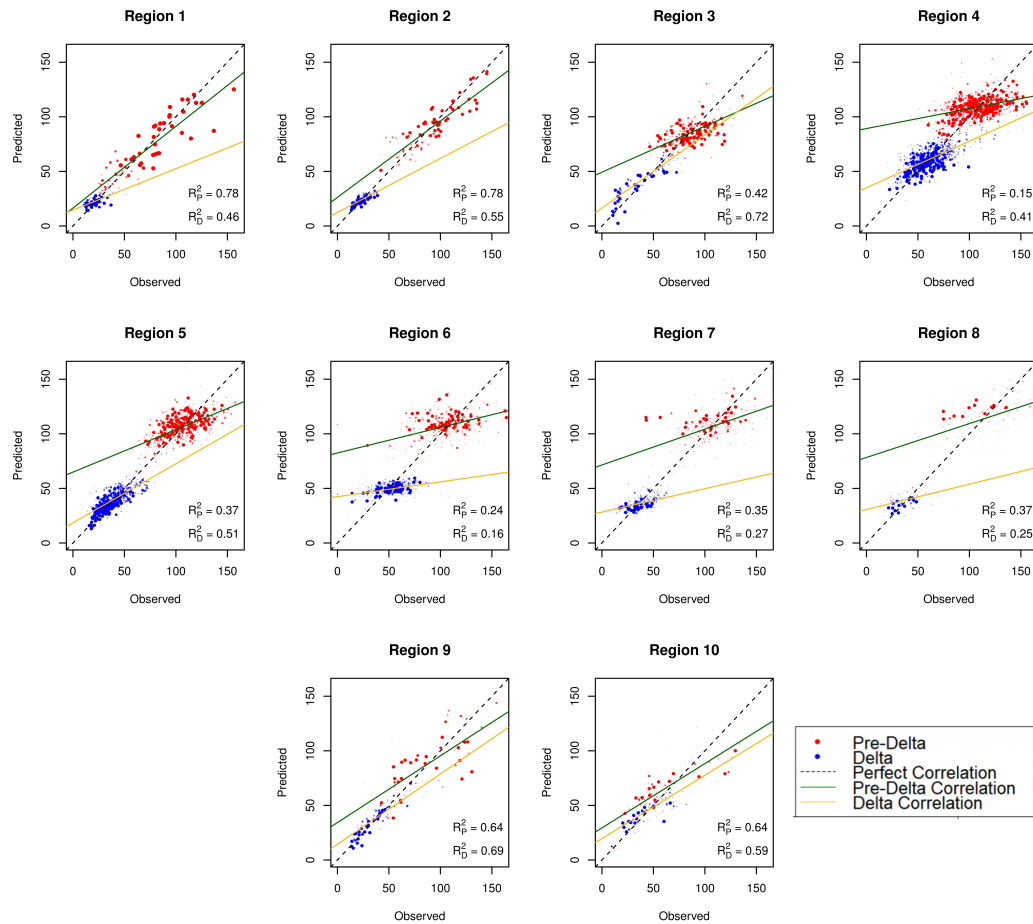 Region 1
Region 2
Region 3
Region 4
Predicted
0
50
100
150
R²P = 0.78
R²D = 0.46
0
50
100
150
Observed
Predicted
0
50
100
150
R²P = 0.78
R²D = 0.55
0
50
100
150
Observed
Predicted
0
50
100
150
R²P = 0.42
R²D = 0.72
0
50
100
150
Observed
Predicted
0
50
100
150
R²P = 0.15
R²D = 0.41
0
50
100
150
Observed
Region 5
Region 6
Region 7
Region 8
Predicted
0
50
100
150
R²P = 0.37
R²D = 0.51
0
50
100
150
Observed
Predicted
0
50
100
150
R²P = 0.24
R²D = 0.16
0
50
100
150
Observed
Predicted
0
50
100
150
R²P = 0.35
R²D = 0.27
0
50
100
150
Observed
Predicted
0
50
100
150
R²P = 0.37
R²D = 0.25
0
50
100
150
Observed
Region 9
Region 10
Predicted
0
50
100
150
R²P = 0.64
R²D = 0.69
0
50
100
150
Observed
Predicted
0
50
100
150
R²P = 0.64
R²D = 0.59
0
50
100
150
Observed
Pre-Delta
Delta
Perfect Correlation
Pre-Delta Correlation
Delta Correlation